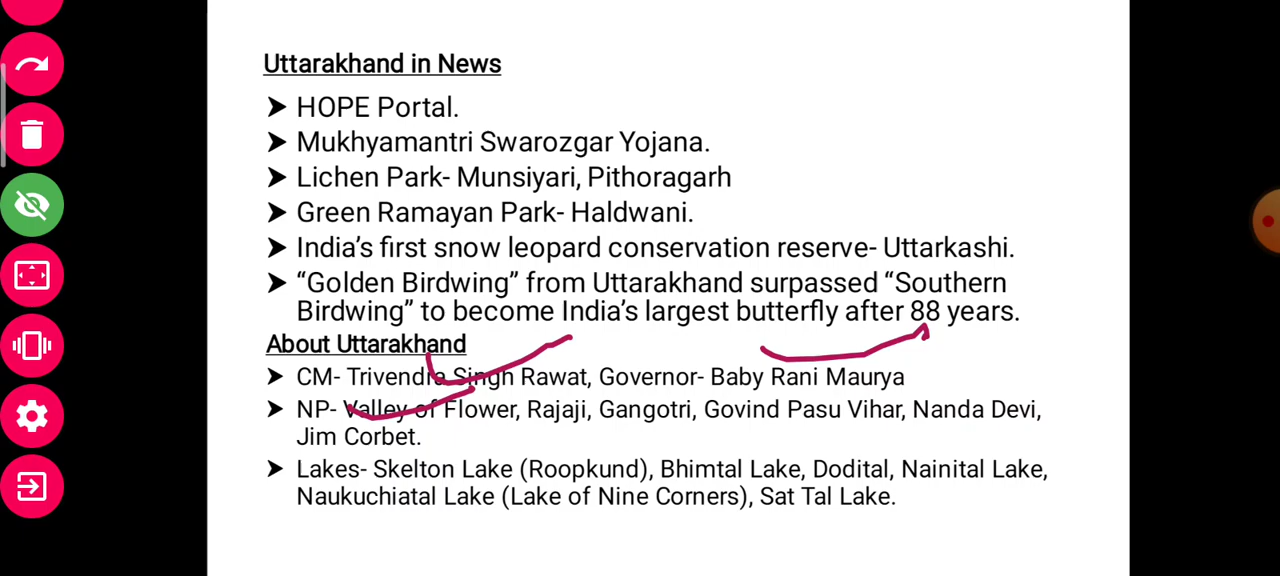 Uttarakhand in News
➤ HOPE Portal.
➤ Mukhyamantri Swarozgar Yojana.
➤ Lichen Park- Munsiyari, Pithoragarh
➤ Green Ramayan Park- Haldwani.
➤ India’s first snow leopard conservation reserve- Uttarkashi.
➤ “Golden Birdwing” from Uttarakhand surpassed “Southern
Birdwing” to become India’s largest butterfly after 88 years.
About Uttarakhand
➤ CM- Trivendra Singh Rawat, Governor- Baby Rani Maurya
➤ NP- Valley of Flower, Rajaji, Gangotri, Govind Pasu Vihar, Nanda Devi,
Jim Corbet.
➤ Lakes- Skelton Lake (Roopkund), Bhimtal Lake, Dodital, Nainital Lake,
Naukuchiatal Lake (Lake of Nine Corners), Sat Tal Lake.